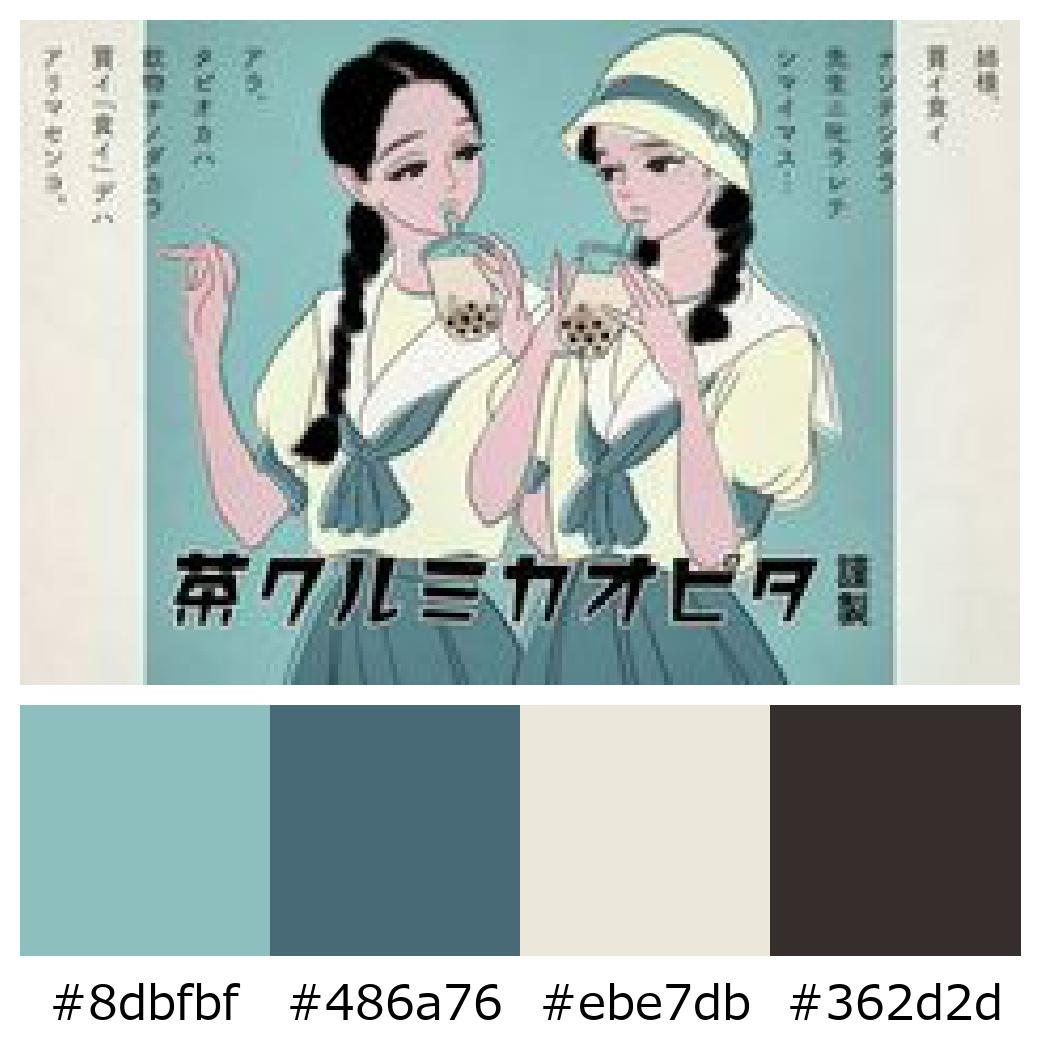 姉様、
買イ食イ
ナンテシタラ
先生ニ叱ラレテ
シマイマス…
アラ、
タピオカハ
飲物ナノダカラ
買イ「食イ」デハ
アリマセンヨ。
謹製
タピオカミルク茶
#8dbfbf #486a76 #ebe7db #362d2d